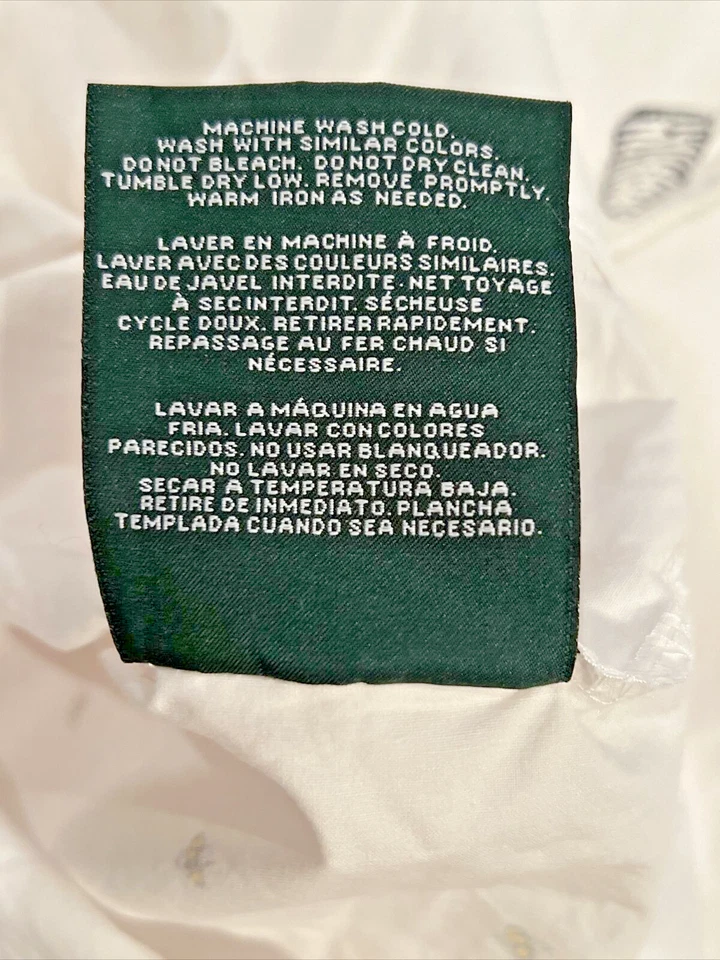 MACHINE WASH COLD.
WASH WITH SIMILAR COLORS.
DO NOT BLEACH. DO NOT DRY CLEAN.
TUMBLE DRY LOW. REMOVE PROMPTLY.
WARM IRON AS NEEDED.
LAVER EN MACHINE À FROID.
LAVER AVEC DES COULEURS SIMILAIRES.
EAU DE JAVEL INTERDITE. NETTOYAGE
À SEC INTERDIT. SÉCHEUSE
CYCLE DOUX. RETIRER RAPIDEMENT.
REPASSAGE AU FER CHAUD SI
NÉCESSAIRE.
LAVAR A MÁQUINA EN AGUA
FRIA. LAVAR CON COLORES
PARECIDOS. NO USAR BLANQUEADOR.
NO LAVAR EN SECO.
SECAR A TEMPERATURA BAJA.
RETIRE DE INMEDIATO. PLANCHA
TEMPLADA CUANDO SEA NECESARIO.